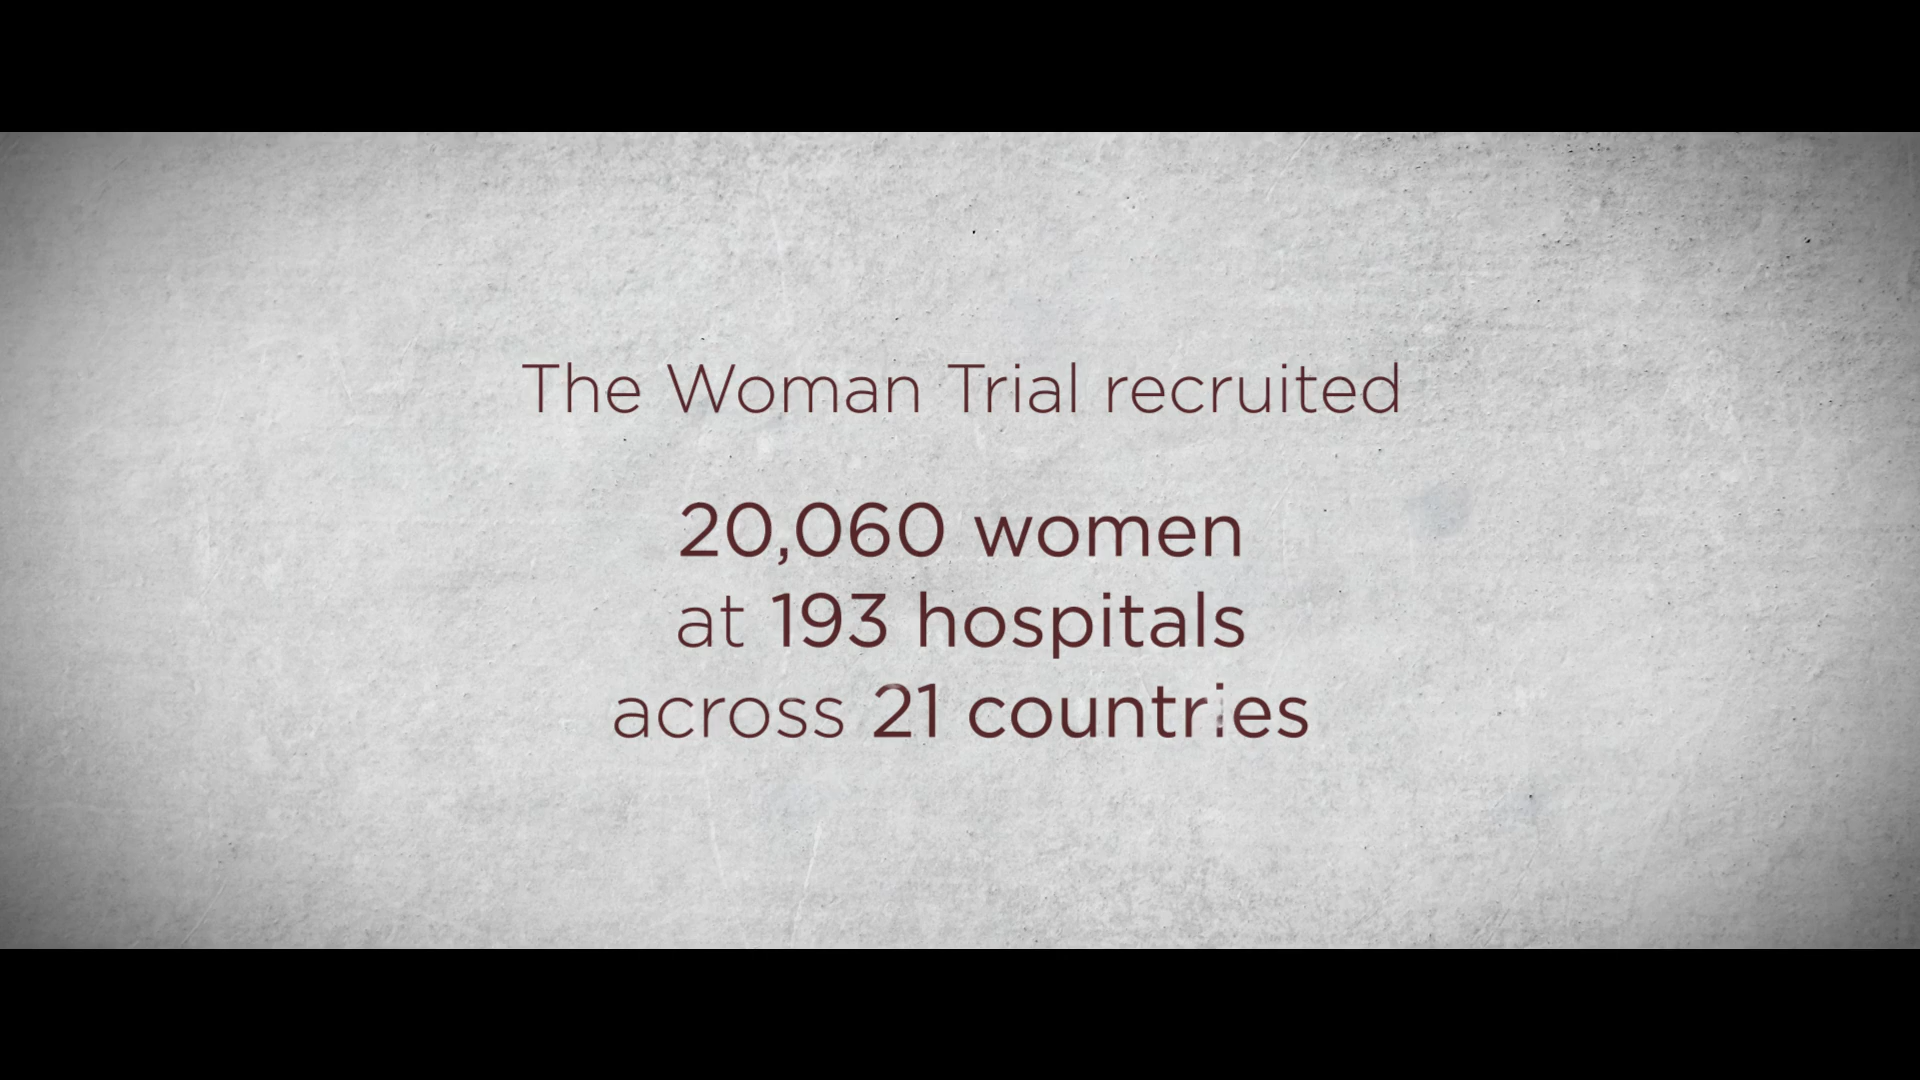 The Woman Trial recruited
20,060 women
at 193 hospitals
across 21 countries